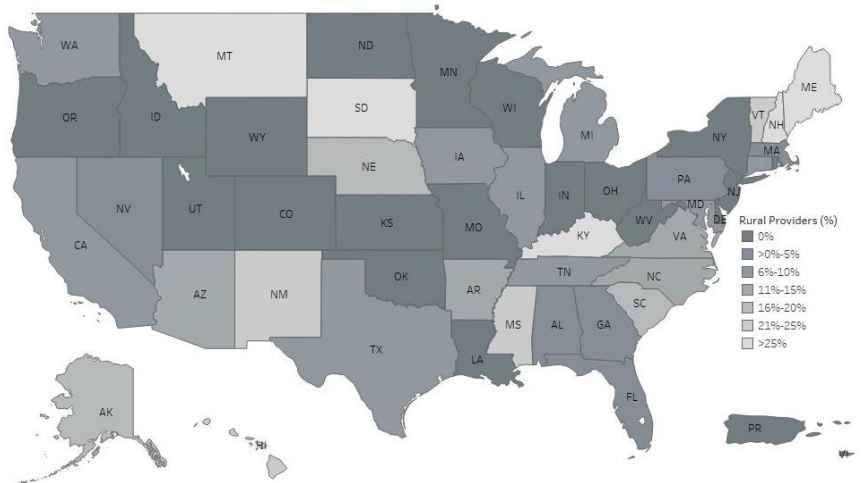 WA
MT
ND
MN
ME
OR
ID
SD
WI
VT
NH
WY
MI
NY
MA
NE
IA
PA
NV
UT
CO
IL
IN
OH
NJ
MD
DE
CA
KS
MO
WV
KY
VA
AZ
NM
OK
AR
TN
NC
SC
TX
MS
AL
GA
LA
FL
AK
HI
PR
VI
Rural Providers (%)
0%
>0%-5%
6%-10%
11%-15%
16%-20%
21%-25%
>25%